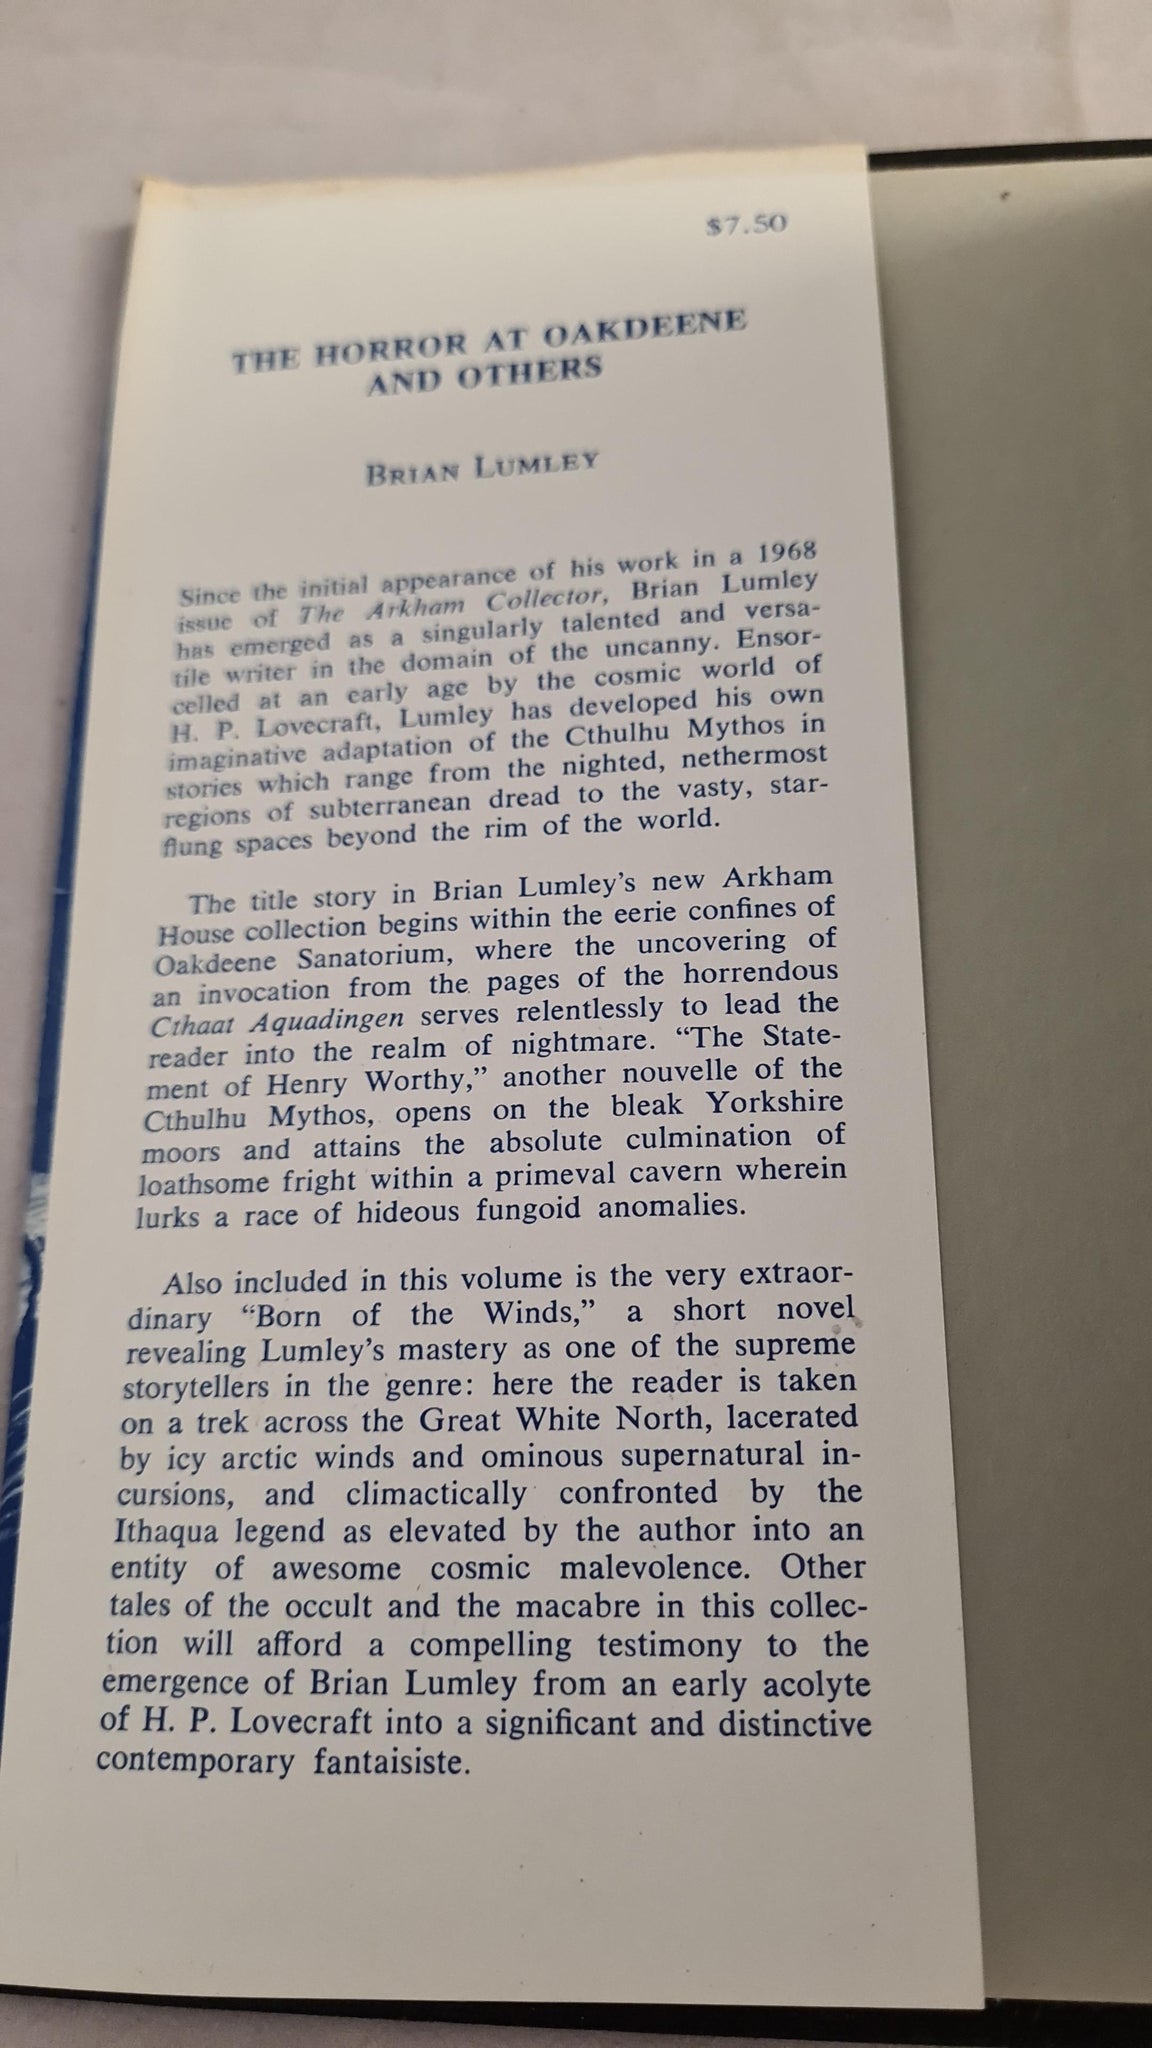 $7.50
THE HORROR AT OAKDEENE
AND OTHERS
BRIAN LUMLEY
Since the initial appearance of his work in a 1968
issue of The Arkham Collector, Brian Lumley
has emerged as a singularly talented and versa-
tile writer in the domain of the uncanny. Ensor-
celled at an early age by the cosmic world of
H. P. Lovecraft, Lumley has developed his own
imaginative adaptation of the Cthulhu Mythos in
stories which range from the nighted, nethermost
regions of subterranean dread to the vasty, star-
flung spaces beyond the rim of the world.
The title story in Brian Lumley's new Arkham
House collection begins within the eerie confines of
Oakdeene Sanatorium, where the uncovering of
an invocation from the pages of the horrendous
Cthaat Aquadingen serves relentlessly to lead the
reader into the realm of nightmare. “The State-
ment of Henry Worthy,” another nouvelle of the
Cthulhu Mythos, opens on the bleak Yorkshire
moors and attains the absolute culmination of
loathsome fright within a primeval cavern wherein
lurks a race of hideous fungoid anomalies.
Also included in this volume is the very extraor-
dinary “Born of the Winds,” a short novel
revealing Lumley's mastery as one of the supreme
storytellers in the genre: here the reader is taken
on a trek across the Great White North, lacerated
by icy arctic winds and ominous supernatural in-
cursions, and climactically confronted by the
Ithaqua legend as elevated by the author into an
entity of awesome cosmic malevolence. Other
tales of the occult and the macabre in this collec-
tion will afford a compelling testimony to the
emergence of Brian Lumley from an early acolyte
of H. P. Lovecraft into a significant and distinctive
contemporary fantaisiste.